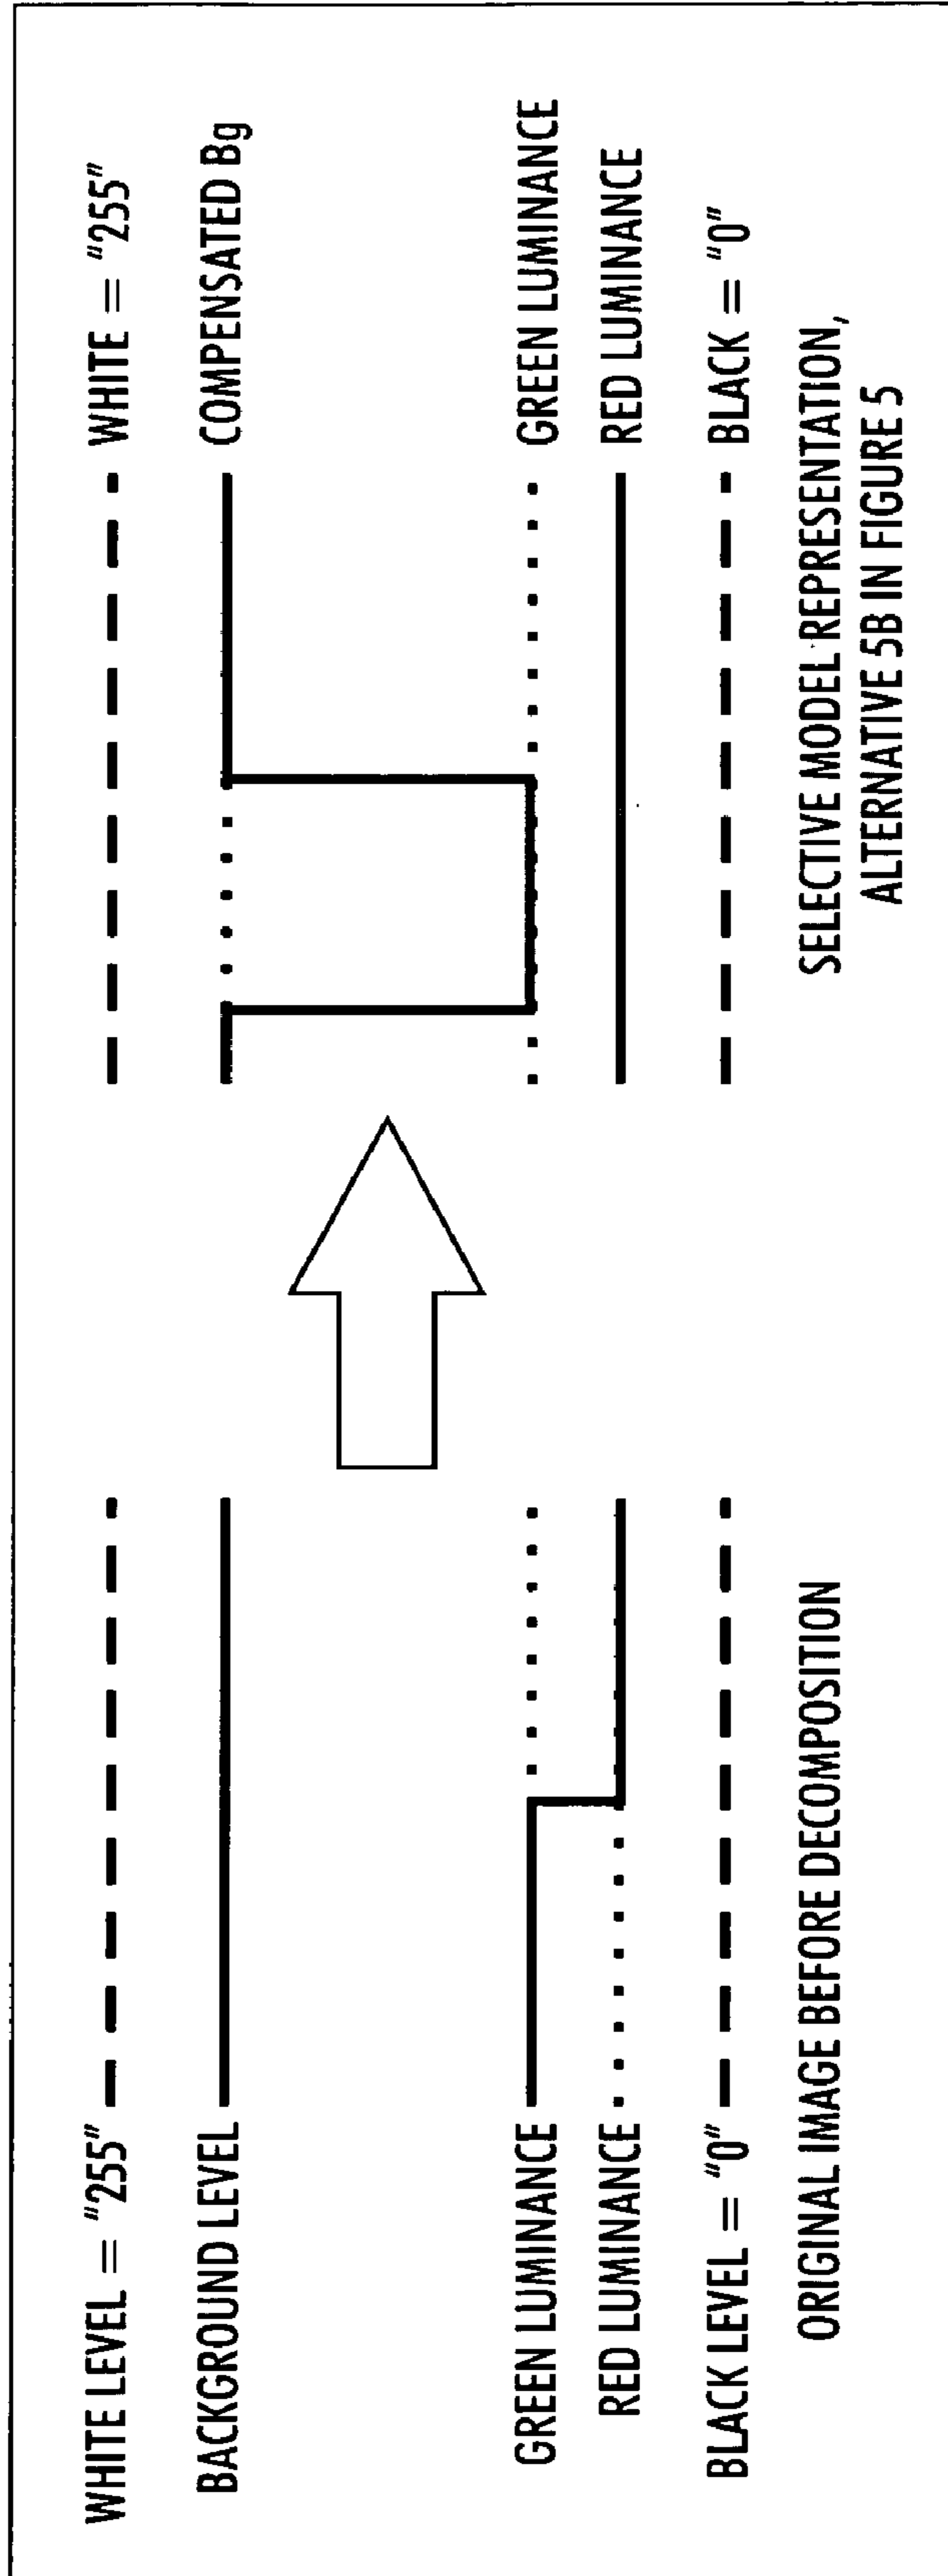 WHITE LEVEL = "255"
BACKGROUND LEVEL
GREEN LUMINANCE
RED LUMINANCE
BLACK LEVEL = "0"
ORIGINAL IMAGE BEFORE DECOMPOSITION
WHITE = "255"
COMPENSATED Bg
GREEN LUMINANCE
RED LUMINANCE
BLACK = "0"
SELECTIVE MODEL REPRESENTATION,
ALTERNATIVE 5B IN FIGURE 5